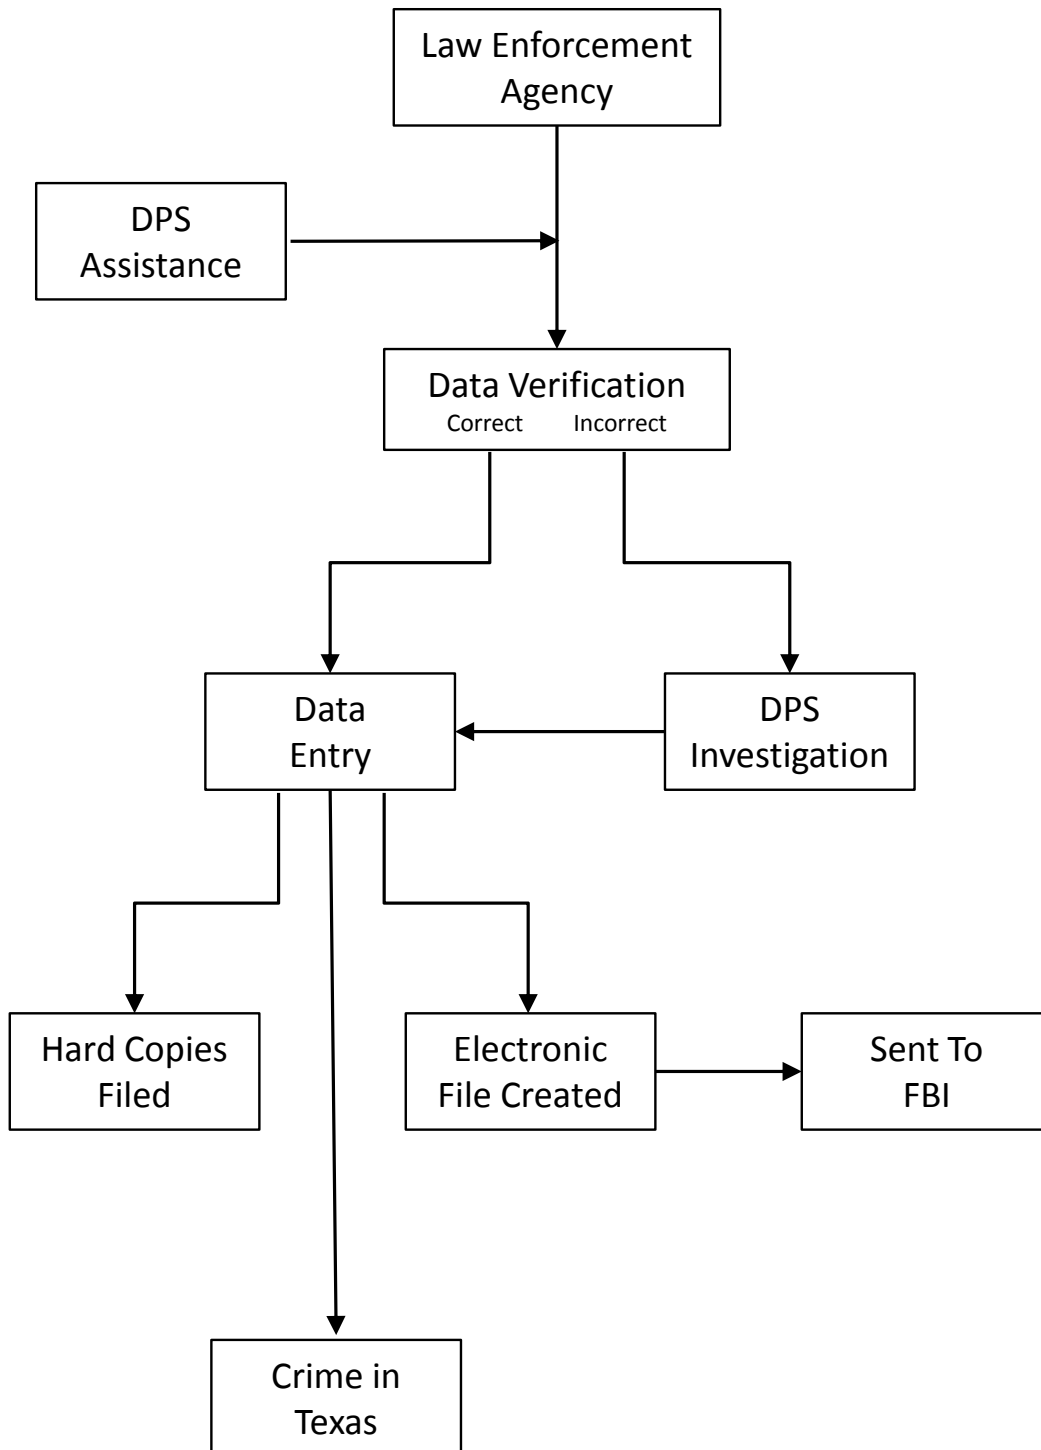 Law Enforcement
Agency
DPS
Assistance
Data Verification
Correct Incorrect
Data
Entry
DPS
Investigation
Hard Copies
Filed
Electronic
File Created
Sent To
FBI
Crime in
Texas